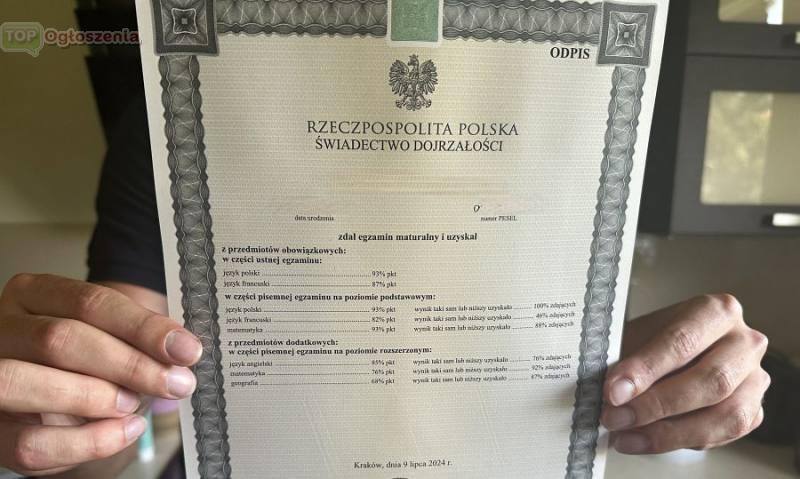 TOP Ogłoszenia
ODPIS
RZECZPOSPOLITA POLSKA
ŚWIADECTWO DOJRZAŁOŚCI
data urodzenia numer PESEL
zdał egzamin maturalny i uzyskał
z przedmiotów obowiązkowych:
w części ustnej egzaminu:
język polski 93% pkt
język francuski 87% pkt
w części pisemnej egzaminu na poziomie podstawowym:
język polski 93% pkt wynik taki sam lub niższy uzyskało 100% zdających
język francuski 82% pkt wynik taki sam lub niższy uzyskało 46% zdających
matematyka 93% pkt wynik taki sam lub niższy uzyskało 88% zdających
z przedmiotów dodatkowych:
w części pisemnej egzaminu na poziomie rozszerzonym:
język angielski 85% pkt wynik taki sam lub niższy uzyskało 76% zdających
matematyka 76% pkt wynik taki sam lub niższy uzyskało 92% zdających
geografia 68% pkt wynik taki sam lub niższy uzyskało 87% zdających
Kraków, dnia 9 lipca 2024 r.